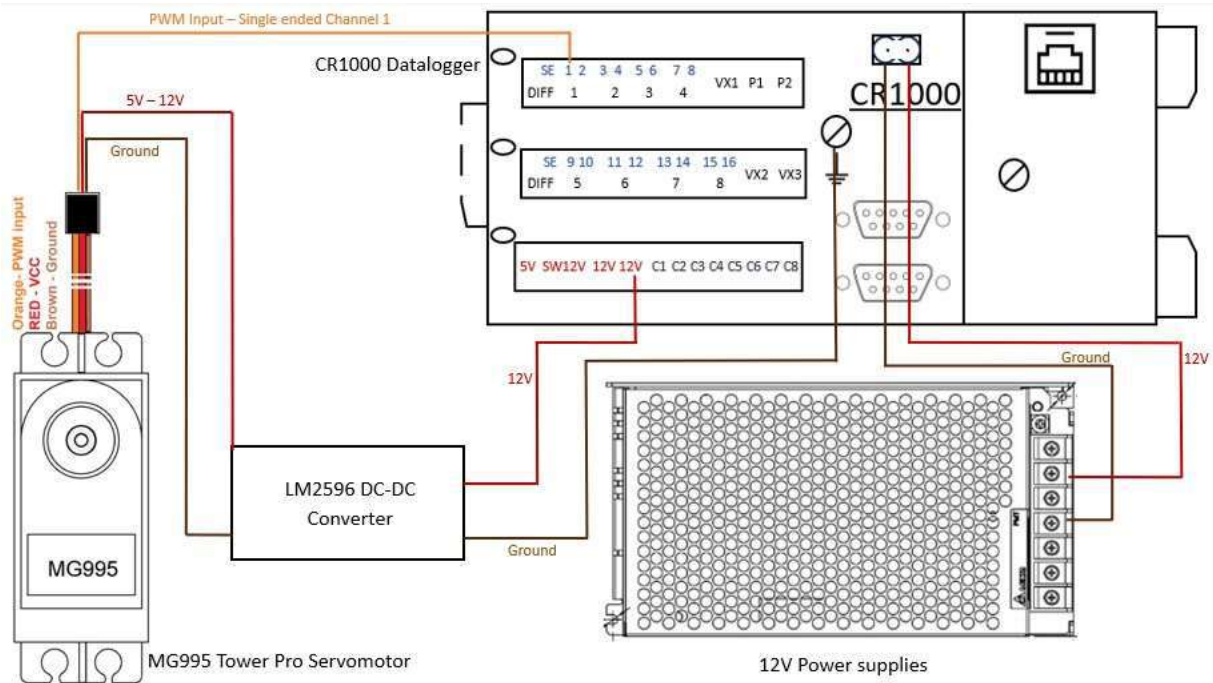 PWM Input – Single ended Channel 1
CR1000 Datalogger
SE 1 2 3 4 5 6 7 8
VX1 P1 P2
DIFF 1 2 3 4
CR1000
5V – 12V
Ground
SE 9 10 11 12 13 14 15 16
VX2 VX3
DIFF 5 6 7 8
Orange- PWM input
RED - VCC
Brown - Ground
5V SW12V 12V 12V C1 C2 C3 C4 C5 C6 C7 C8
Ground
12V
12V
LM2596 DC-DC
Converter
Ground
MG995
MG995 Tower Pro Servomotor
12V Power supplies